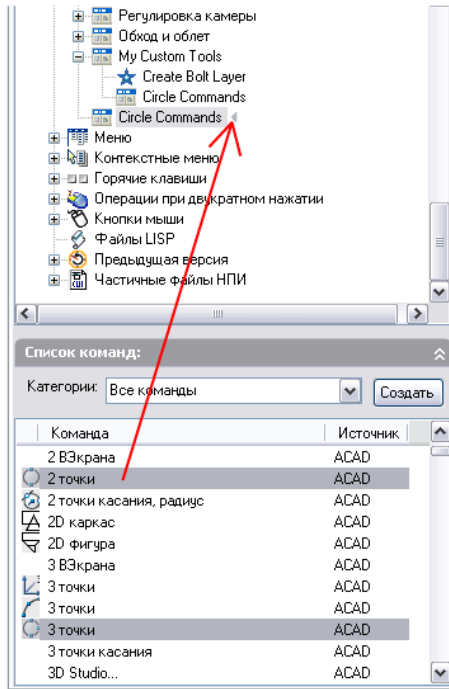 Регулировка камеры
Обход и облет
My Custom Tools
Create Bolt Layer
Circle Commands
Circle Commands
Меню
Контекстные меню
Горячие клавиши
Операции при двукратном нажатии
Кнопки мыши
Файлы LISP
Предыдущая версия
Частичные файлы НПИ
Список команд:
Категории: Все команды Создать
Команда Источник
2 ВЭкрана ACAD
2 точки ACAD
2 точки касания, радиус ACAD
2D каркас ACAD
2D фигура ACAD
3 ВЭкрана ACAD
3 точки ACAD
3 точки ACAD
3 точки ACAD
3 точки касания ACAD
3D Studio... ACAD